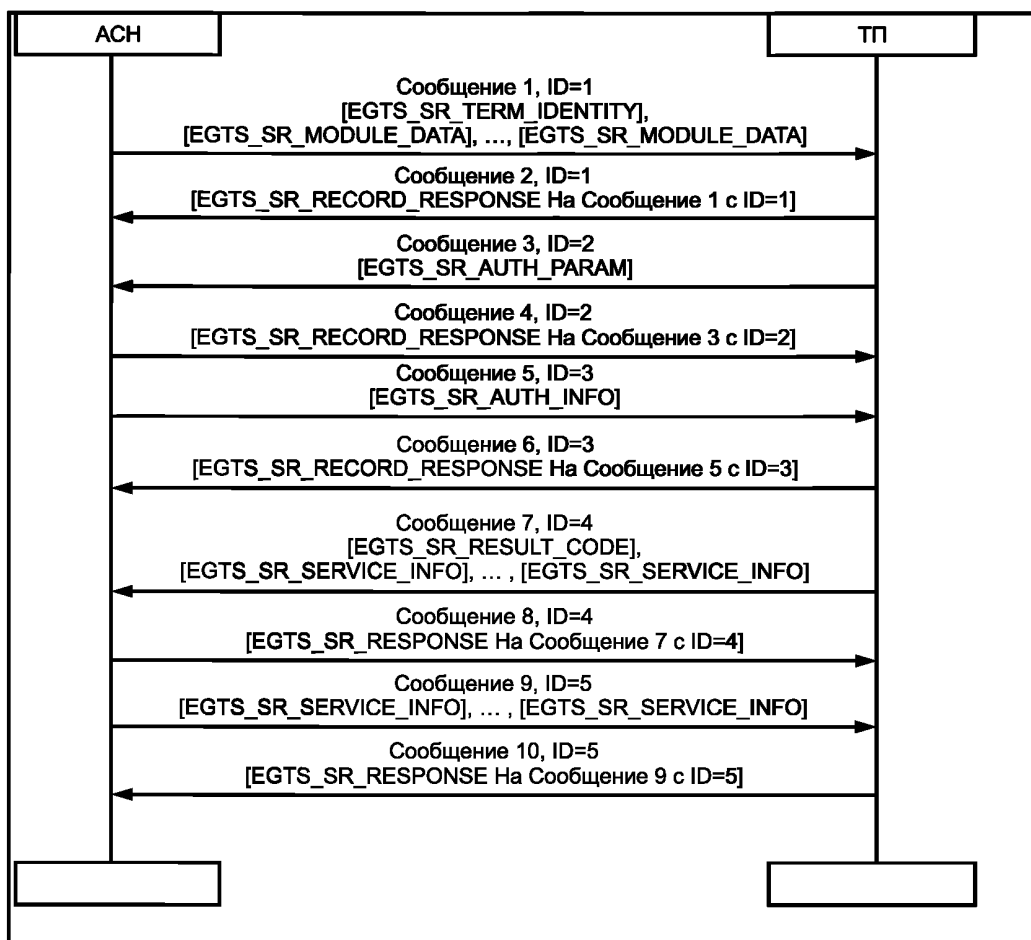 АСН
ТП
Сообщение 1, ID=1
[EGTS_SR_TERM_IDENTITY],
[EGTS_SR_MODULE_DATA], ..., [EGTS_SR_MODULE_DATA]
Сообщение 2, ID=1
[EGTS_SR_RECORD_RESPONSE На Сообщение 1 с ID=1]
Сообщение 3, ID=2
[EGTS_SR_AUTH_PARAM]
Сообщение 4, ID=2
[EGTS_SR_RECORD_RESPONSE На Сообщение 3 с ID=2]
Сообщение 5, ID=3
[EGTS_SR_AUTH_INFO]
Сообщение 6, ID=3
[EGTS_SR_RECORD_RESPONSE На Сообщение 5 с ID=3]
Сообщение 7, ID=4
[EGTS_SR_RESULT_CODE],
[EGTS_SR_SERVICE_INFO], ... , [EGTS_SR_SERVICE_INFO]
Сообщение 8, ID=4
[EGTS_SR_RESPONSE На Сообщение 7 с ID=4]
Сообщение 9, ID=5
[EGTS_SR_SERVICE_INFO], ... , [EGTS_SR_SERVICE_INFO]
Сообщение 10, ID=5
[EGTS_SR_RESPONSE На Сообщение 9 с ID=5]